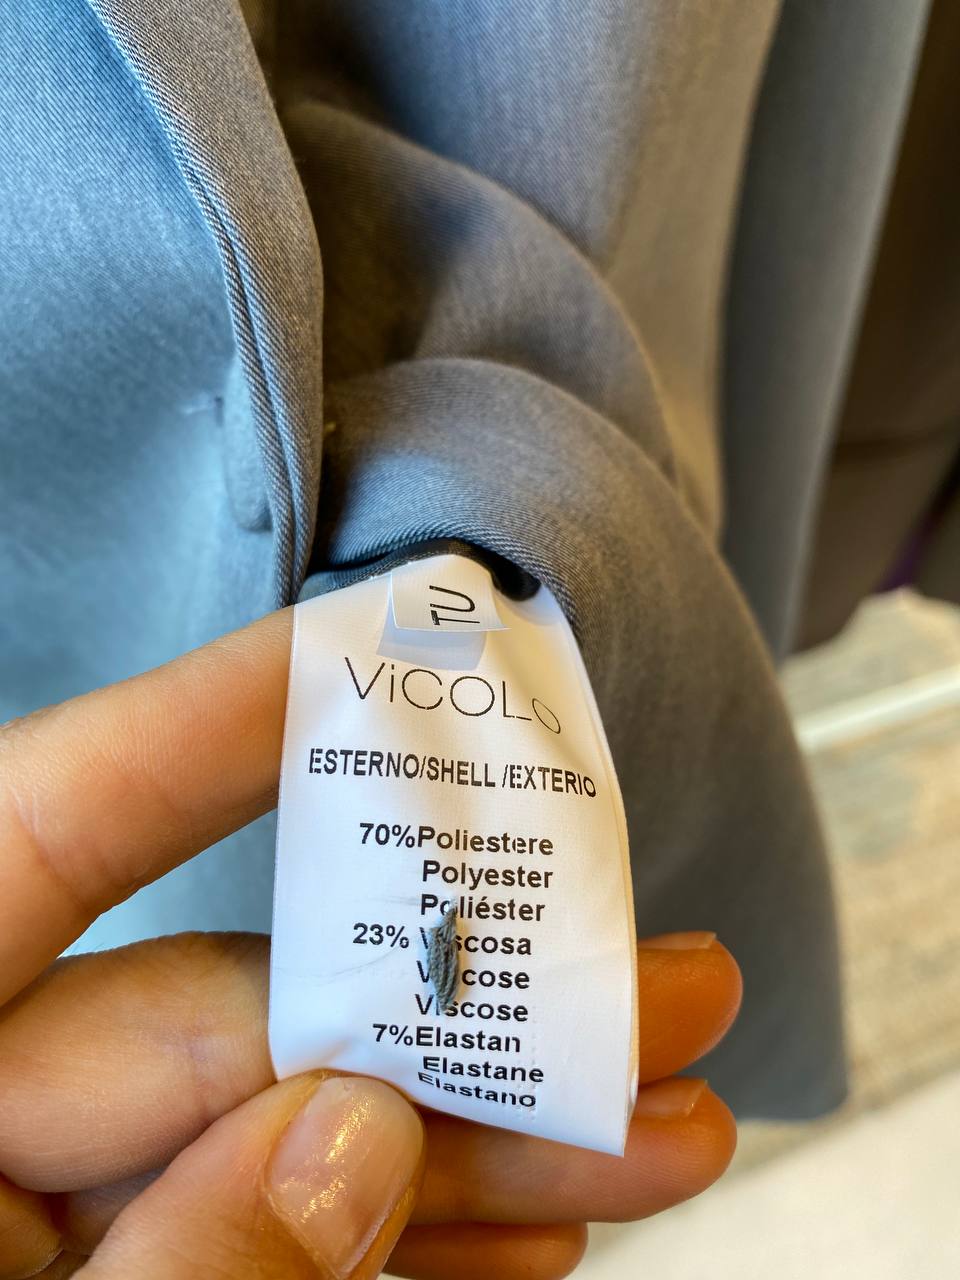 TU
ViCOLO
ESTERNO/SHELL /EXTERIO
70%Poliestere
Polyester
Poliéster
23% Viscosa
Viscose
Viscose
7%Elastan
Elastane
Elastano